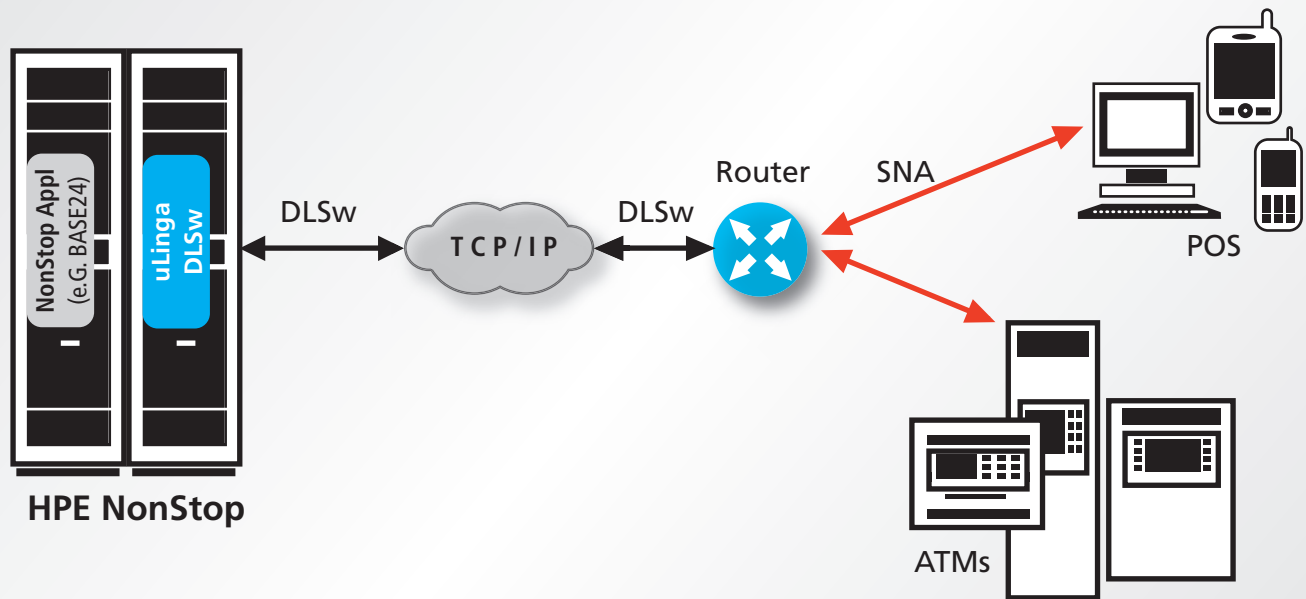 NonStop Appl
(e.G. BASE24)
uLinga
DLSw
DLSw
TCP/IP
DLSw
Router
SNA
POS
HPE NonStop
ATMs